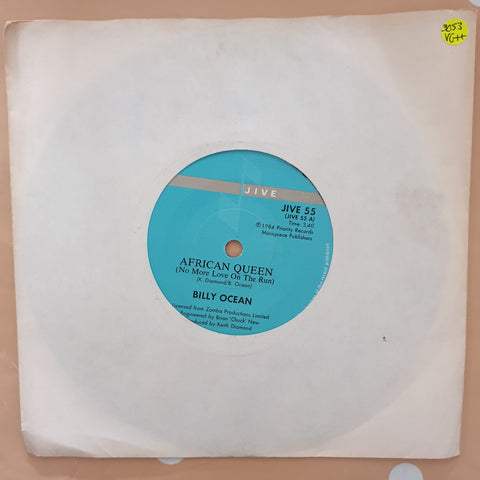 3053
VG++
JIVE
JIVE 55
(JIVE 55 A)
Time: 3.40
℗ 1984 Priority Records
Musicpiece Publishers
AFRICAN QUEEN
(No More Love On The Run)
[K. Diamond/B. Ocean]
BILLY OCEAN
Licensed from Zomba Productions Limited
Engineered by Brian 'Chuck' New
Produced by Keith Diamond